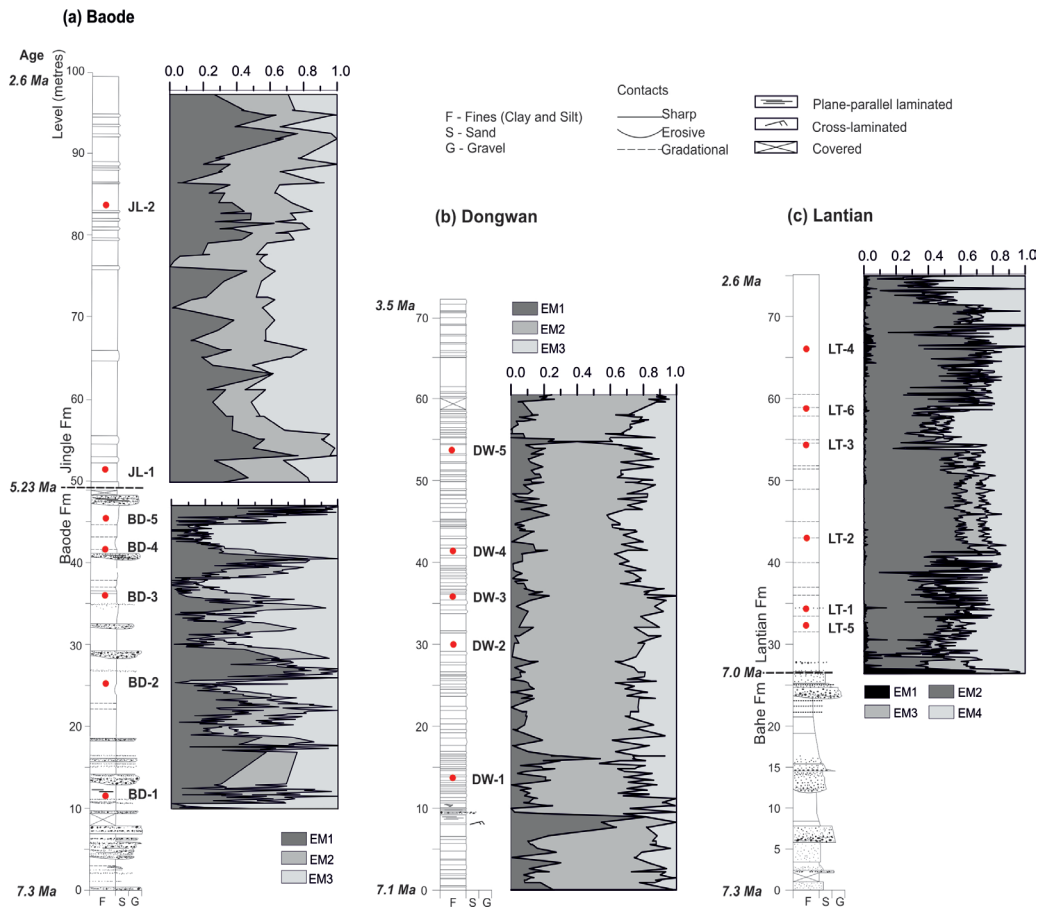 (a) Baode
Age
2.6 Ma
Level (metres)
100
90
80
70
60
50
40
30
20
10
0
Jingle Fm
5.23 Ma
Baode Fm
7.3 Ma
F S G
JL-2
JL-1
BD-5
BD-4
BD-3
BD-2
BD-1
0.0 0.2 0.4 0.6 0.8 1.0
EM1
EM2
EM3
F - Fines (Clay and Silt)
S - Sand
G - Gravel
Contacts
Sharp
Erosive
Gradational
Plane-parallel laminated
Cross-laminated
Covered
(b) Dongwan
3.5 Ma
70
60
50
40
30
20
10
0
7.1 Ma
F S G
DW-5
DW-4
DW-3
DW-2
DW-1
EM1
EM2
EM3
0.0 0.2 0.4 0.6 0.8 1.0
(c) Lantian
2.6 Ma
70
60
50
40
30
20
15
10
5
0
Lantian Fm
7.0 Ma
Bahe Fm
7.3 Ma
F S G
LT-4
LT-6
LT-3
LT-2
LT-1
LT-5
0.0 0.2 0.4 0.6 0.8 1.0
EM1 EM2
EM3 EM4